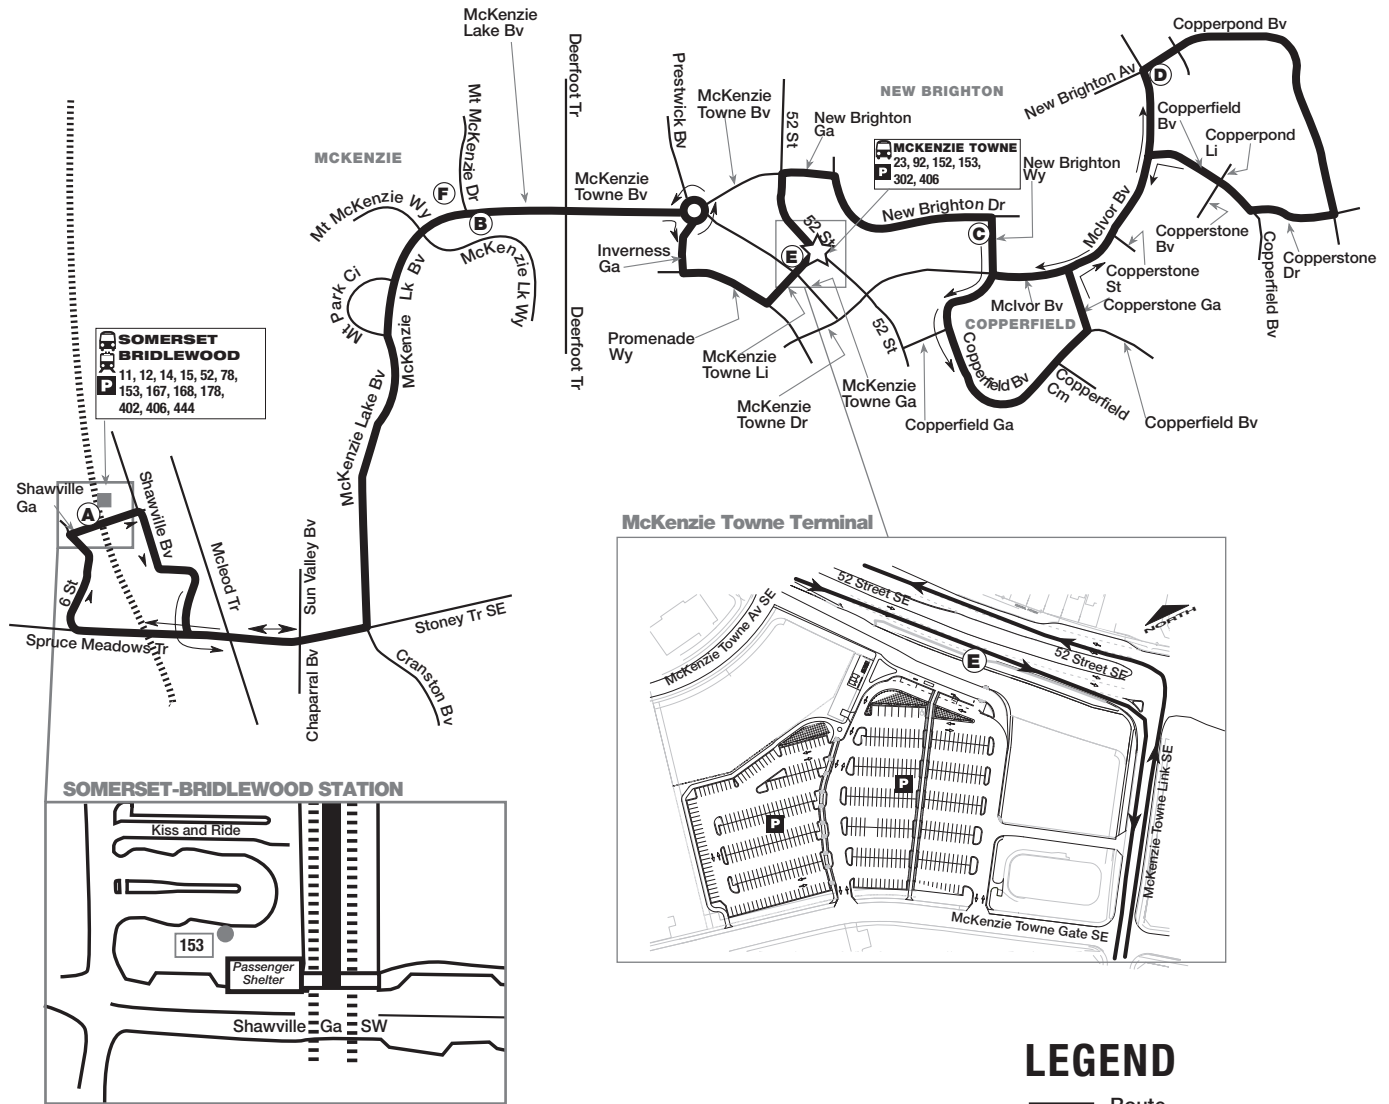 McKenzie
Lake Bv
Deerfoot Tr
Prestwick Bv
McKenzie
Towne Bv
52 St
New Brighton
Ga
NEW BRIGHTON
New Brighton Av
D
Copperpond Bv
Copperfield
Bv
Copperpond
Li
MCKENZIE
Mt McKenzie Dr
F
B
Mt McKenzie Wy
McKenzie Lk Wy
McKenzie
Towne Bv
MCKENZIE TOWNE
23, 92, 152, 153,
P
302, 406
New Brighton
Wy
New Brighton Dr
C
52 St
E
McIvor Bv
Copperstone
Bv
Copperfield Bv
Copperstone
Dr
Copperstone
St
Copperstone Ga
Inverness
Ga
Mt Park Ci
McKenzie Lk Bv
Deerfoot Tr
Promenade
Wy
McKenzie
Towne Li
52 St
McKenzie
Towne Dr
McKenzie
Towne Ga
McIvor Bv
COPPERFIELD
Copperfield Bv
Copperfield
Cm
Copperfield Ga
Copperfield Bv
SOMERSET
BRIDLEWOOD
P
11, 12, 14, 15, 52, 78,
153, 167, 168, 178,
402, 406, 444
McKenzie Lake Bv
Shawville
Ga
A
Shawville Bv
Mcleod Tr
6 St
Spruce Meadows Tr
Sun Valley Bv
Chaparral Bv
Stoney Tr SE
Cranston Bv
McKenzie Towne Terminal
52 Street SE
McKenzie Towne Av SE
E
NORTH
52 Street SE
P
P
McKenzie Towne Link SE
McKenzie Towne Gate SE
SOMERSET-BRIDLEWOOD STATION
Kiss and Ride
153
Passenger
Shelter
Shawville Ga SW
LEGEND
Route